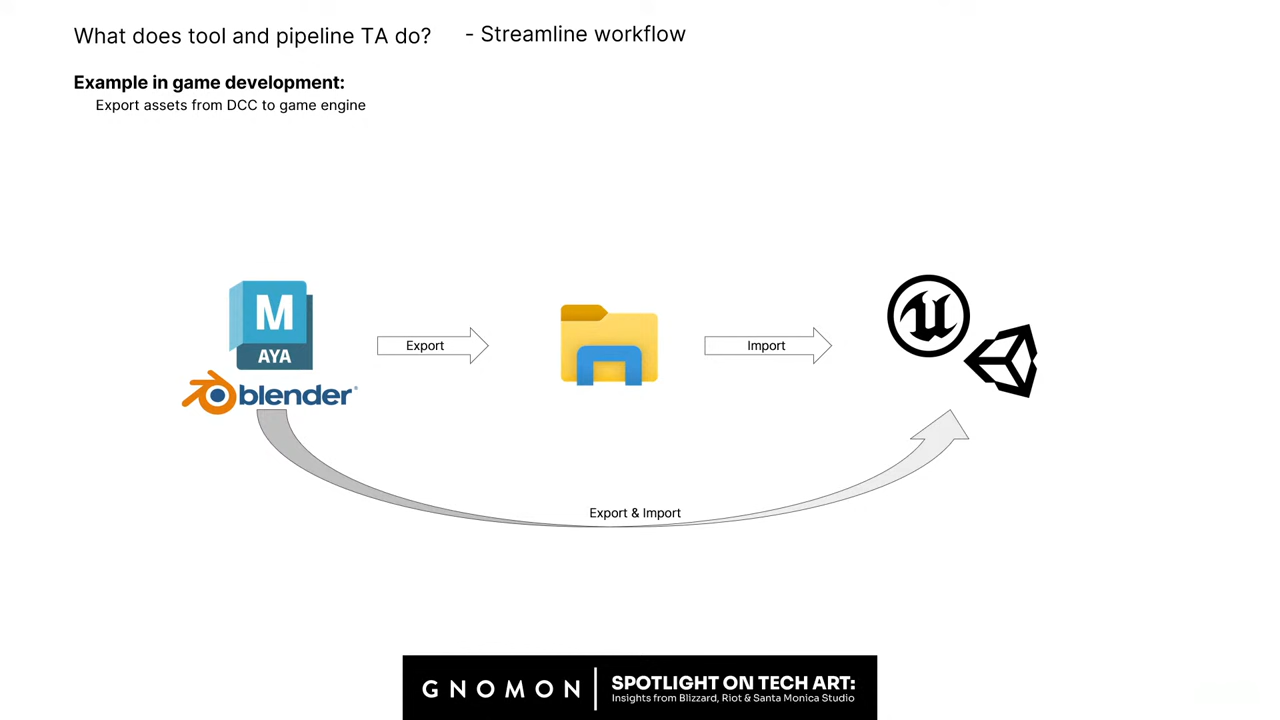 What does tool and pipeline TA do? - Streamline workflow
Example in game development:
Export assets from DCC to game engine
M
AYA
blender
Export
Import
Export & Import
GNOMON
SPOTLIGHT ON TECH ART:
Insights from Blizzard, Riot & Santa Monica Studio